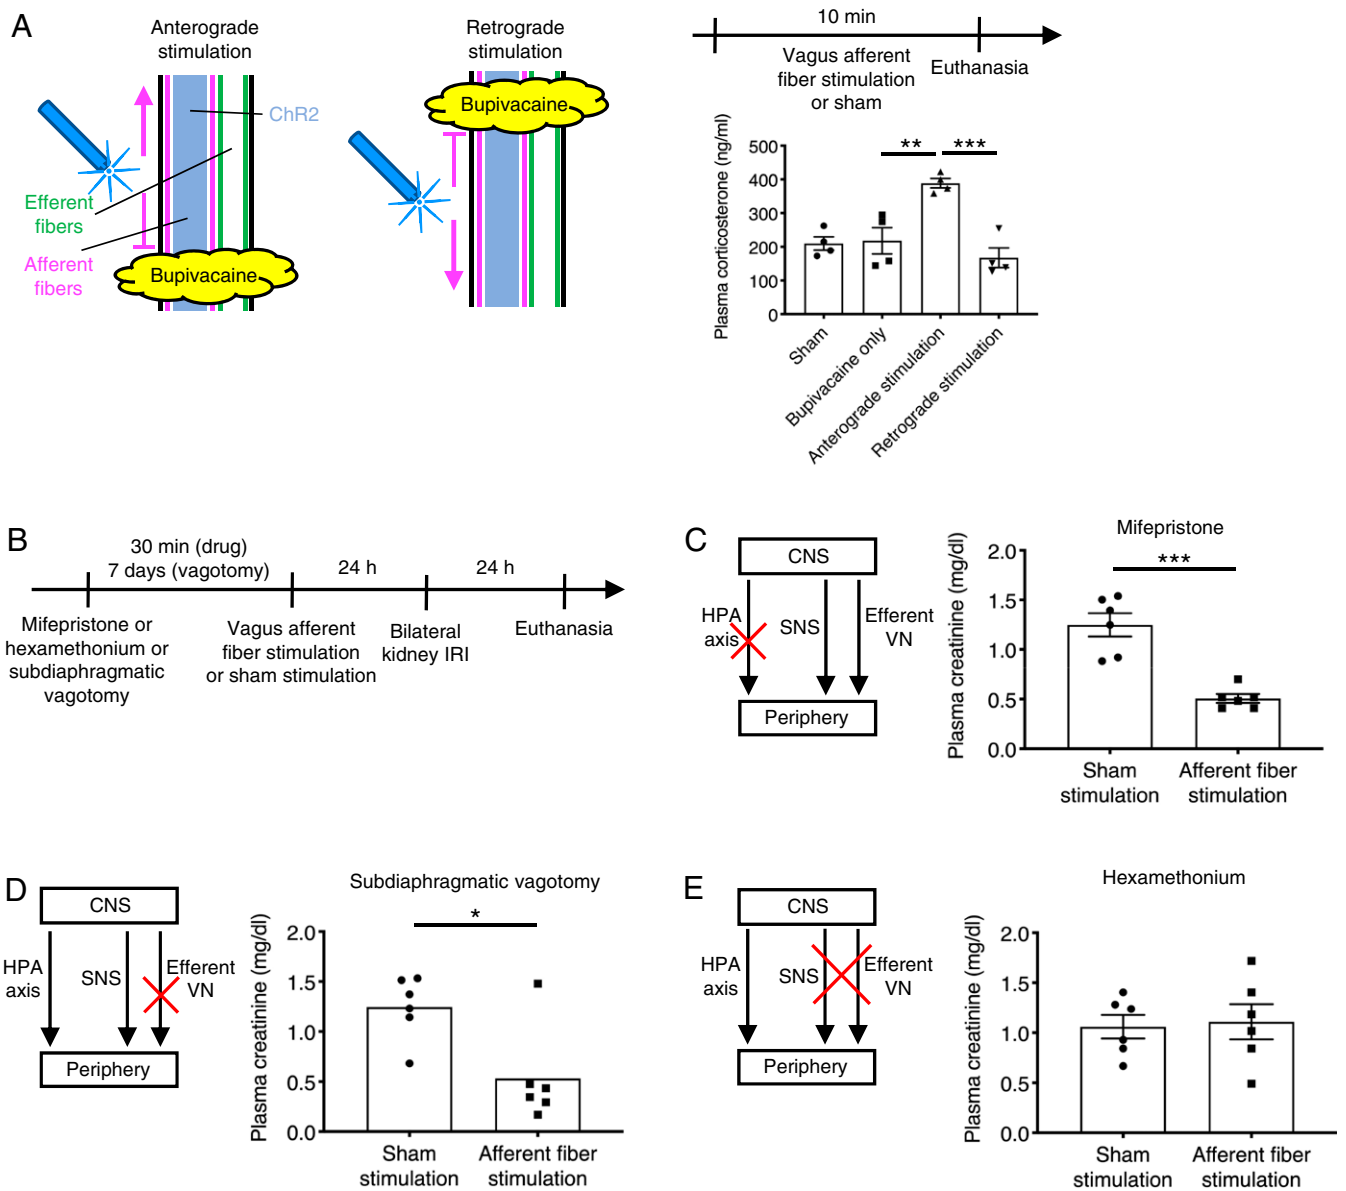 A
Anterograde
stimulation
Retrograde
stimulation
Bupivacaine
ChR2
Efferent
fibers
Afferent
fibers
Bupivacaine
10 min
Vagus afferent
fiber stimulation
or sham
Euthanasia
Plasma corticosterone (ng/ml)
500
400
300
200
100
0
**
***
Sham
Bupivacaine only
Anterograde stimulation
Retrograde stimulation
B
30 min (drug)
7 days (vagotomy)
24 h
24 h
Mifepristone or
hexamethonium or
subdiaphragmatic
vagotomy
Vagus afferent
fiber stimulation
or sham stimulation
Bilateral
kidney IRI
Euthanasia
C
CNS
HPA
axis
SNS
Efferent
VN
Periphery
Mifepristone
***
Plasma creatinine (mg/dl)
2.0
1.5
1.0
0.5
0.0
Sham
stimulation
Afferent fiber
stimulation
D
CNS
HPA
axis
SNS
Efferent
VN
Periphery
Subdiaphragmatic vagotomy
*
Plasma creatinine (mg/dl)
2.0
1.5
1.0
0.5
0.0
Sham
stimulation
Afferent fiber
stimulation
E
CNS
HPA
axis
SNS
Efferent
VN
Periphery
Hexamethonium
Plasma creatinine (mg/dl)
2.0
1.5
1.0
0.5
0.0
Sham
stimulation
Afferent fiber
stimulation